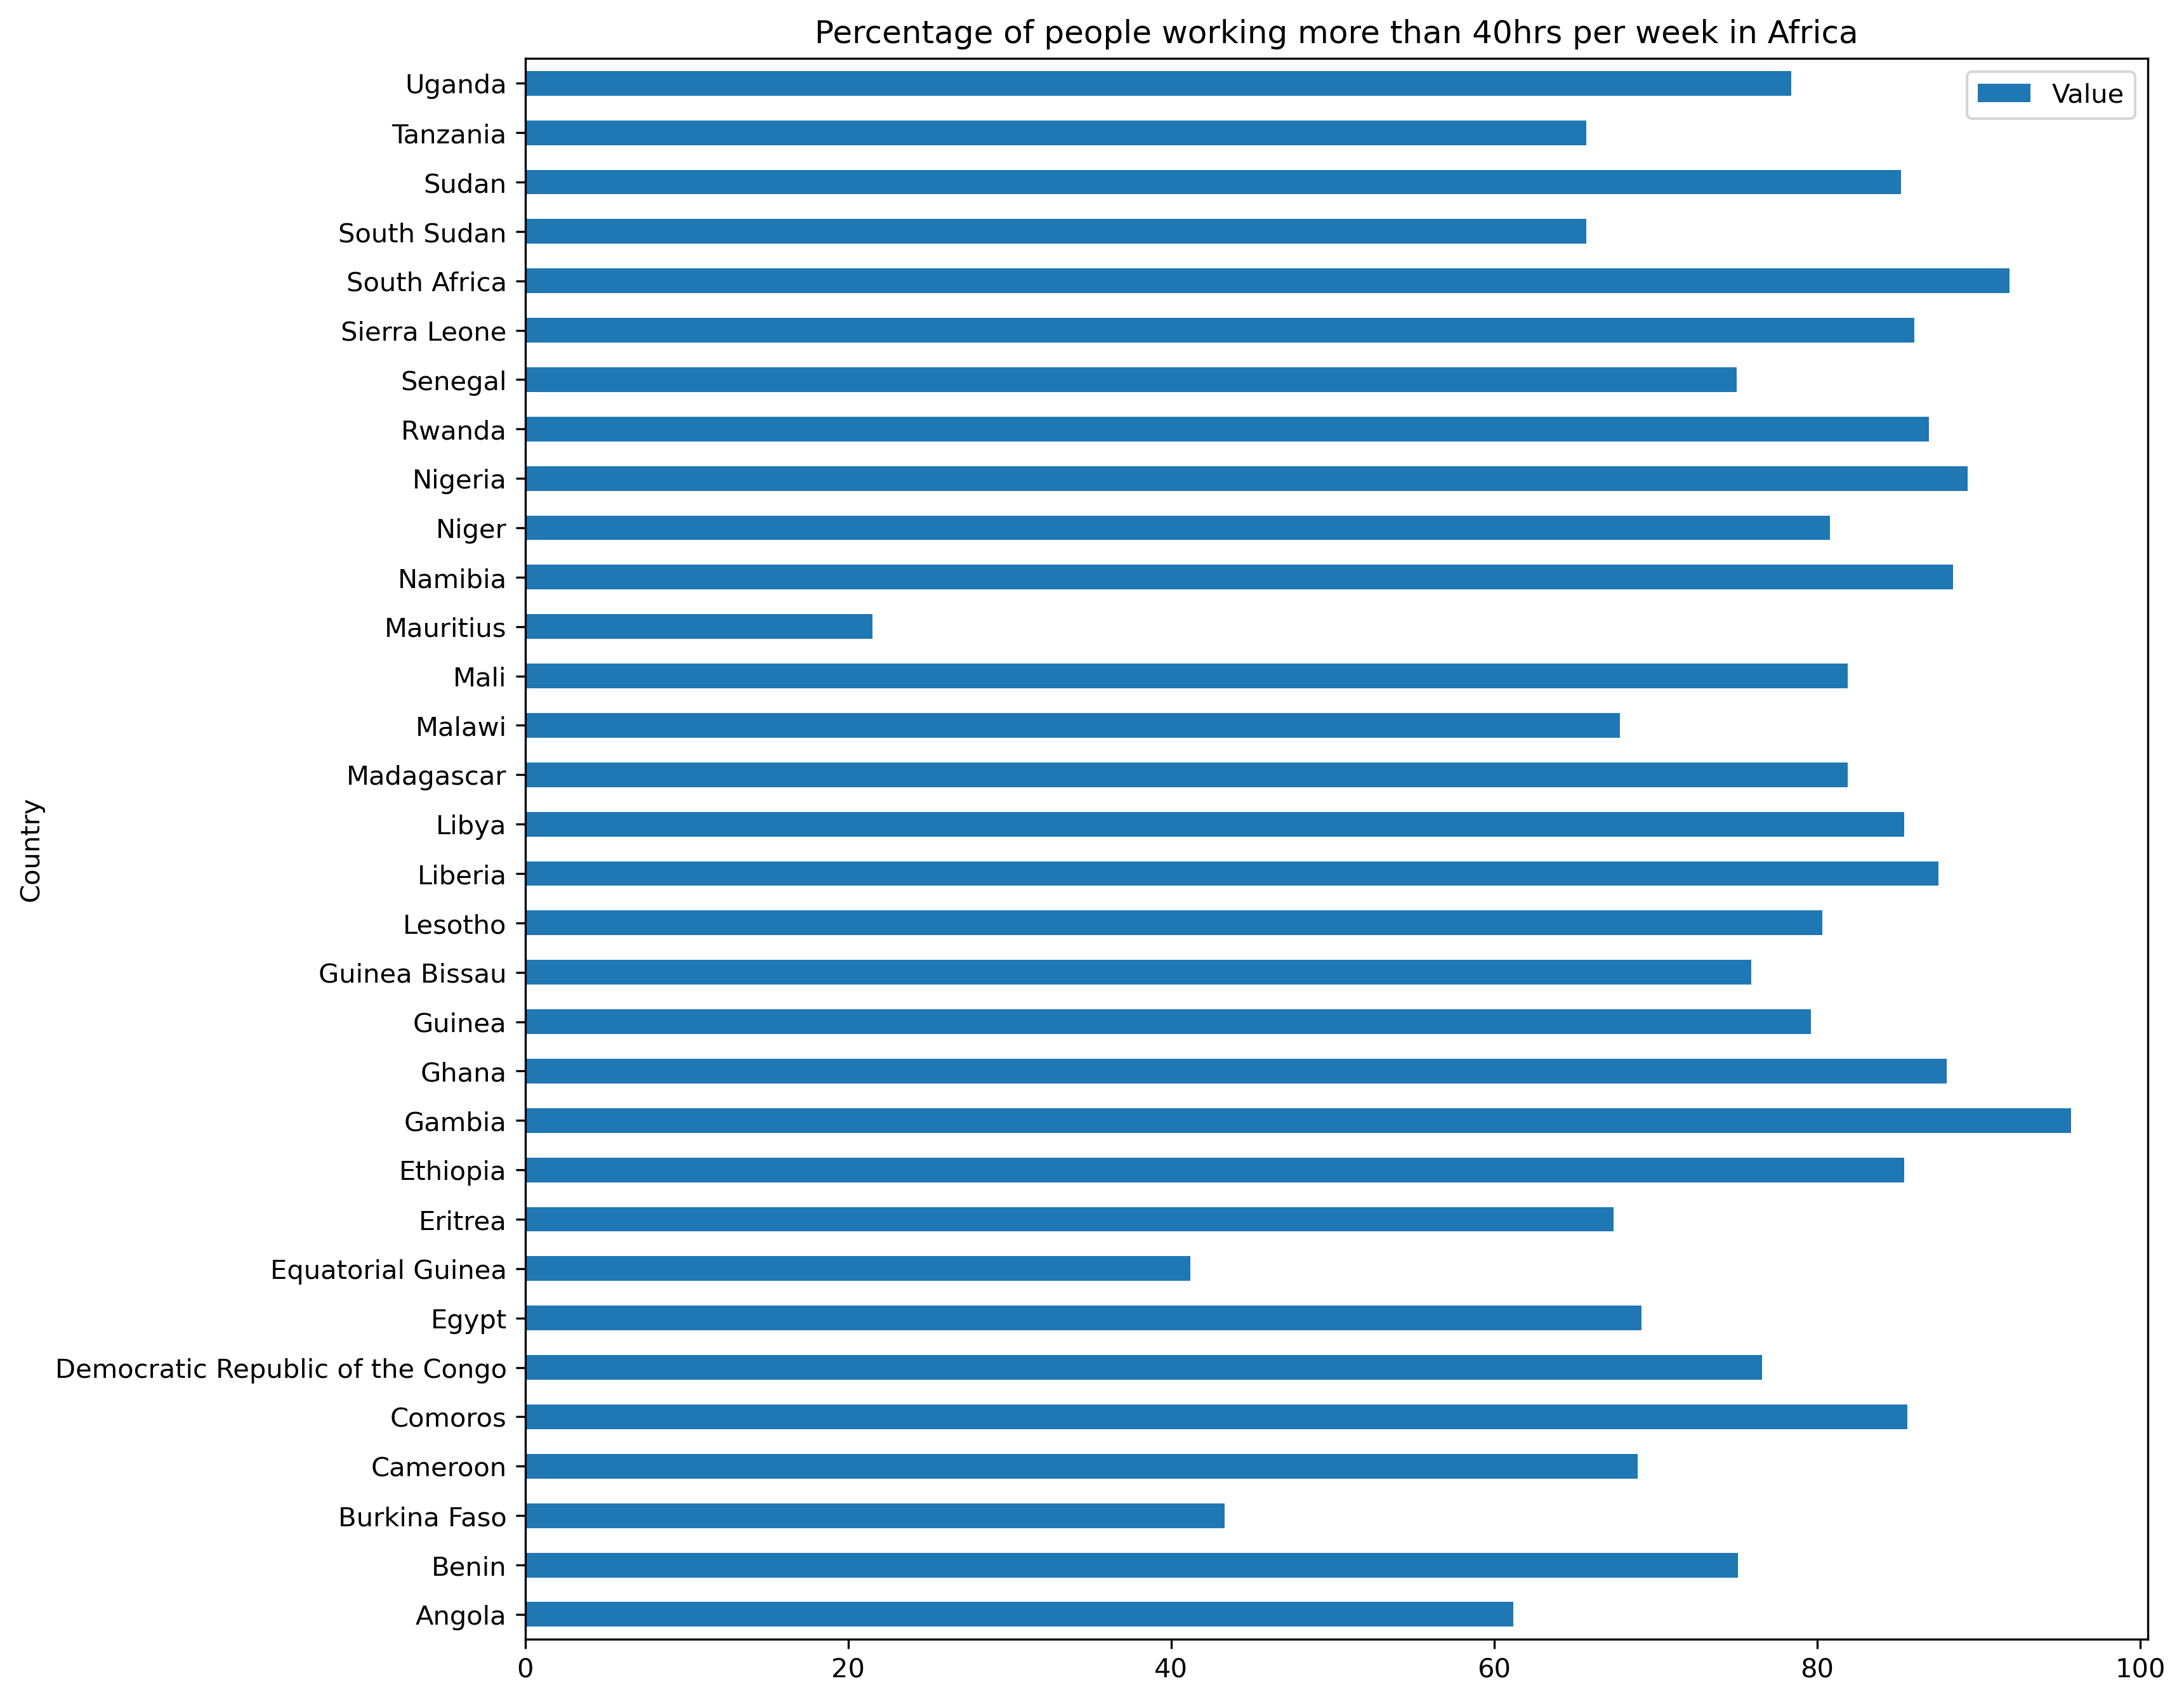 Percentage of people working more than 40hrs per week in Africa
Value
Country
Uganda
Tanzania
Sudan
South Sudan
South Africa
Sierra Leone
Senegal
Rwanda
Nigeria
Niger
Namibia
Mauritius
Mali
Malawi
Madagascar
Libya
Liberia
Lesotho
Guinea Bissau
Guinea
Ghana
Gambia
Ethiopia
Eritrea
Equatorial Guinea
Egypt
Democratic Republic of the Congo
Comoros
Cameroon
Burkina Faso
Benin
Angola
0 20 40 60 80 100